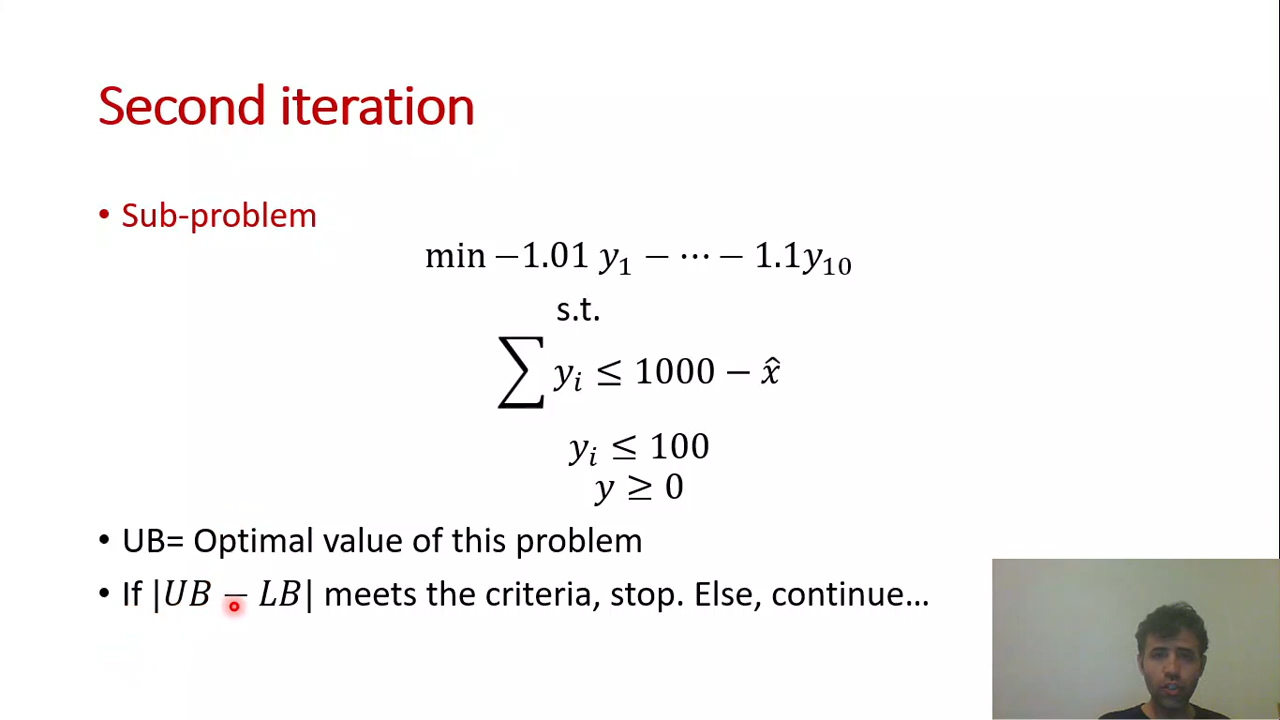 Second iteration
• Sub-problem
min −1.01 y₁ − ⋯ − 1.1y₁₀
s.t.
∑ yᵢ ≤ 1000 − x̂
yᵢ ≤ 100
y ≥ 0
• UB= Optimal value of this problem
• If |UB − LB| meets the criteria, stop. Else, continue…